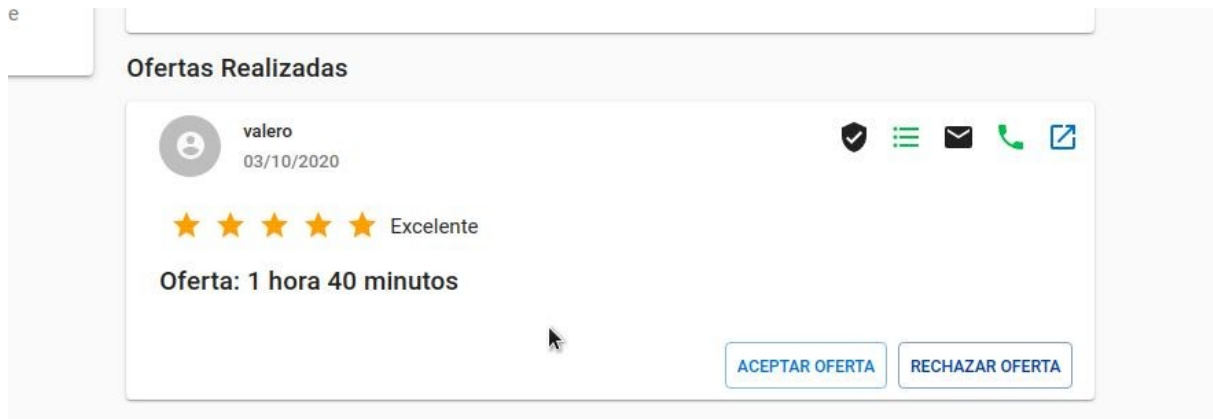 e
Ofertas Realizadas
valero
03/10/2020
Excelente
Oferta: 1 hora 40 minutos
ACEPTAR OFERTA
RECHAZAR OFERTA